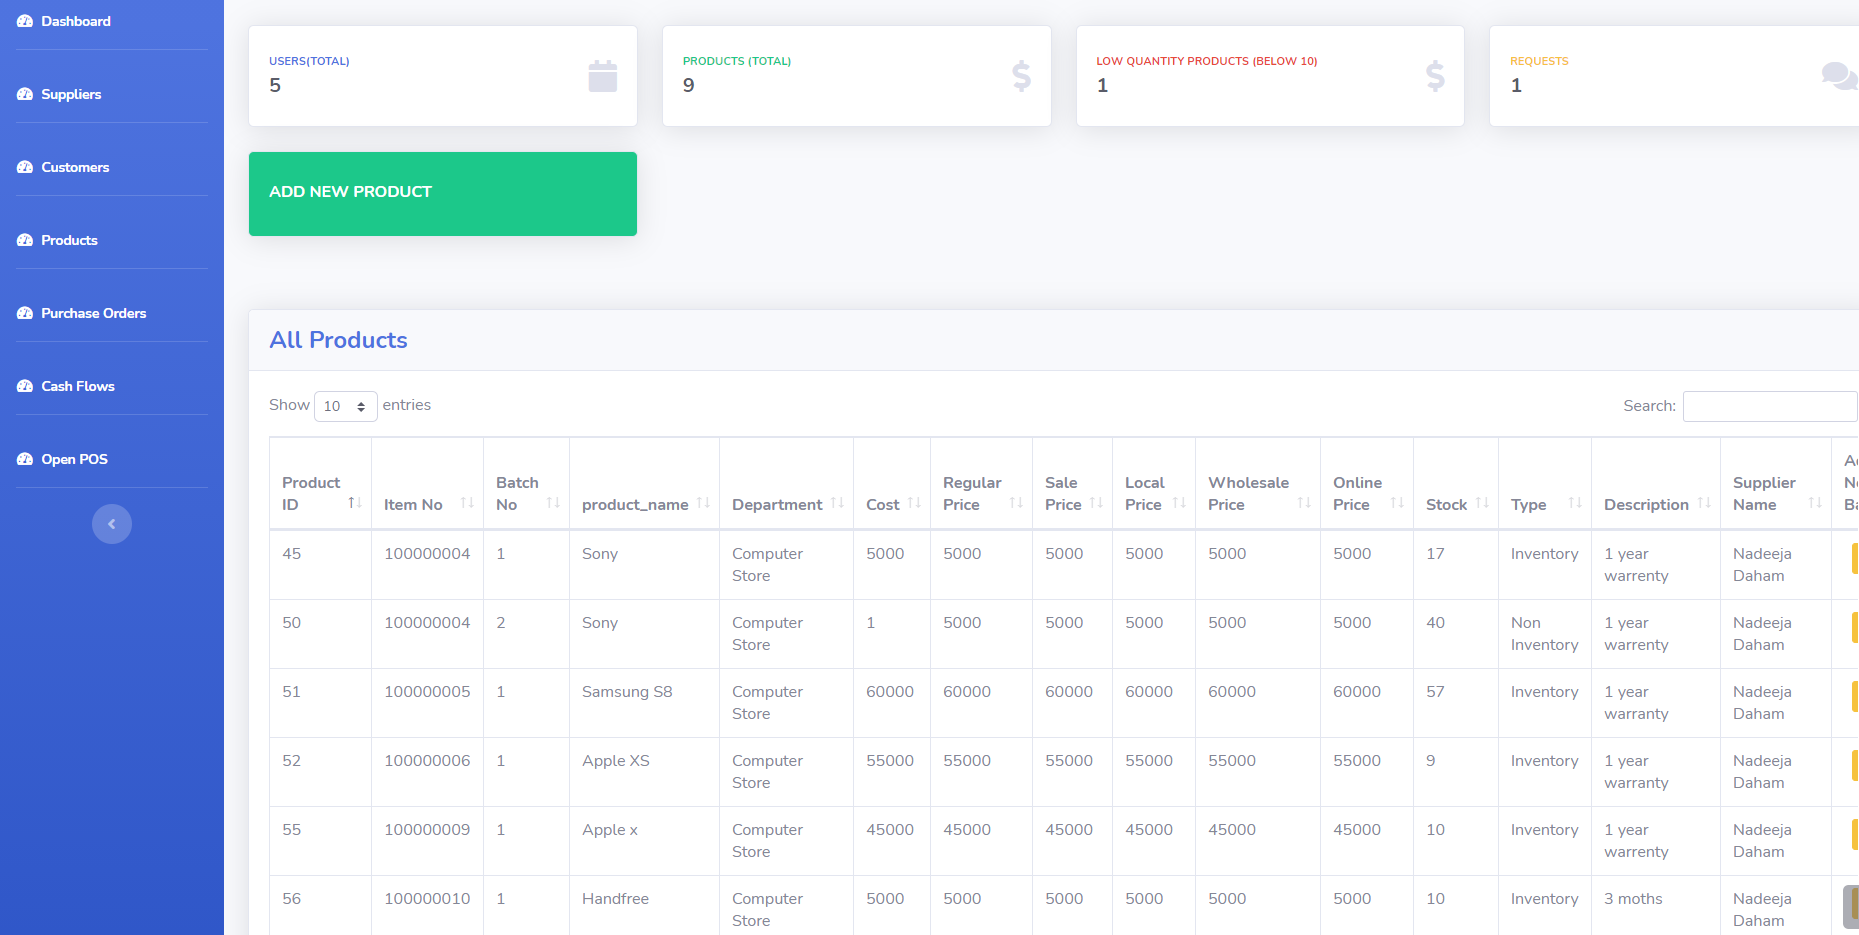 Dashboard
Suppliers
Customers
Products
Purchase Orders
Cash Flows
Open POS
USERS(TOTAL)
5
PRODUCTS (TOTAL)
9
LOW QUANTITY PRODUCTS (BELOW 10)
1
REQUESTS
1
ADD NEW PRODUCT
All Products
Show 10 entries
Search:
Product ID Item No Batch No product_name Department Cost Regular Price Sale Price Local Price Wholesale Price Online Price Stock Type Description Supplier Name
45 100000004 1 Sony Computer Store 5000 5000 5000 5000 5000 5000 17 Inventory 1 year warrenty Nadeeja Daham
50 100000004 2 Sony Computer Store 1 5000 5000 5000 5000 5000 40 Non Inventory 1 year warrenty Nadeeja Daham
51 100000005 1 Samsung S8 Computer Store 60000 60000 60000 60000 60000 60000 57 Inventory 1 year warranty Nadeeja Daham
52 100000006 1 Apple XS Computer Store 55000 55000 55000 55000 55000 55000 9 Inventory 1 year warranty Nadeeja Daham
55 100000009 1 Apple x Computer Store 45000 45000 45000 45000 45000 45000 10 Inventory 1 year warrenty Nadeeja Daham
56 100000010 1 Handfree Computer Store 5000 5000 5000 5000 5000 5000 10 Inventory 3 moths Nadeeja Daham